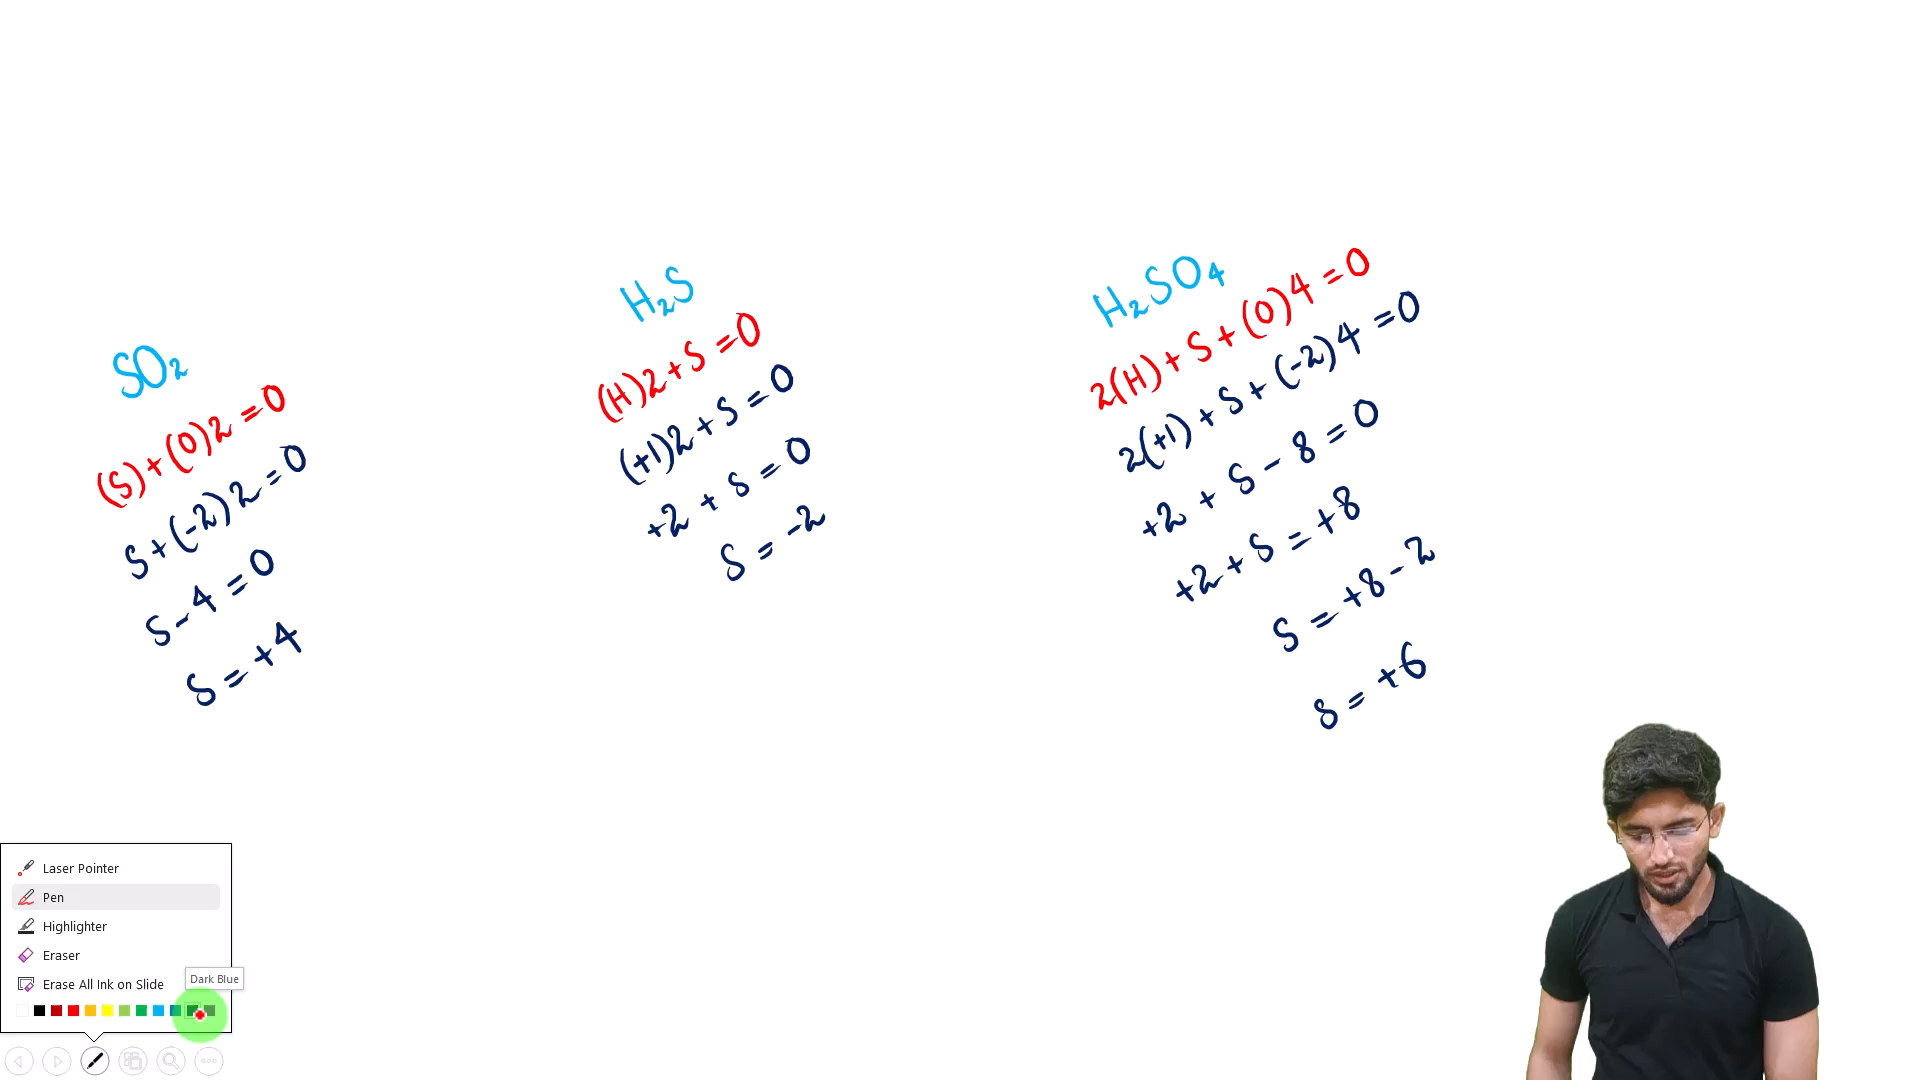 SO₂
(S)+(O)2=0
S+(-2)2=0
S-4=0
S=+4
H₂S
(H)2+S=0
(+1)2+S=0
+2+S=0
S=-2
H₂SO₄
2(H)+S+(O)4=0
2(+1)+S+(-2)4=0
+2+S-8=0
+2+S=+8
S=+8-2
S=+6
Laser Pointer
Pen
Highlighter
Eraser
Erase All Ink on Slide
Dark Blue